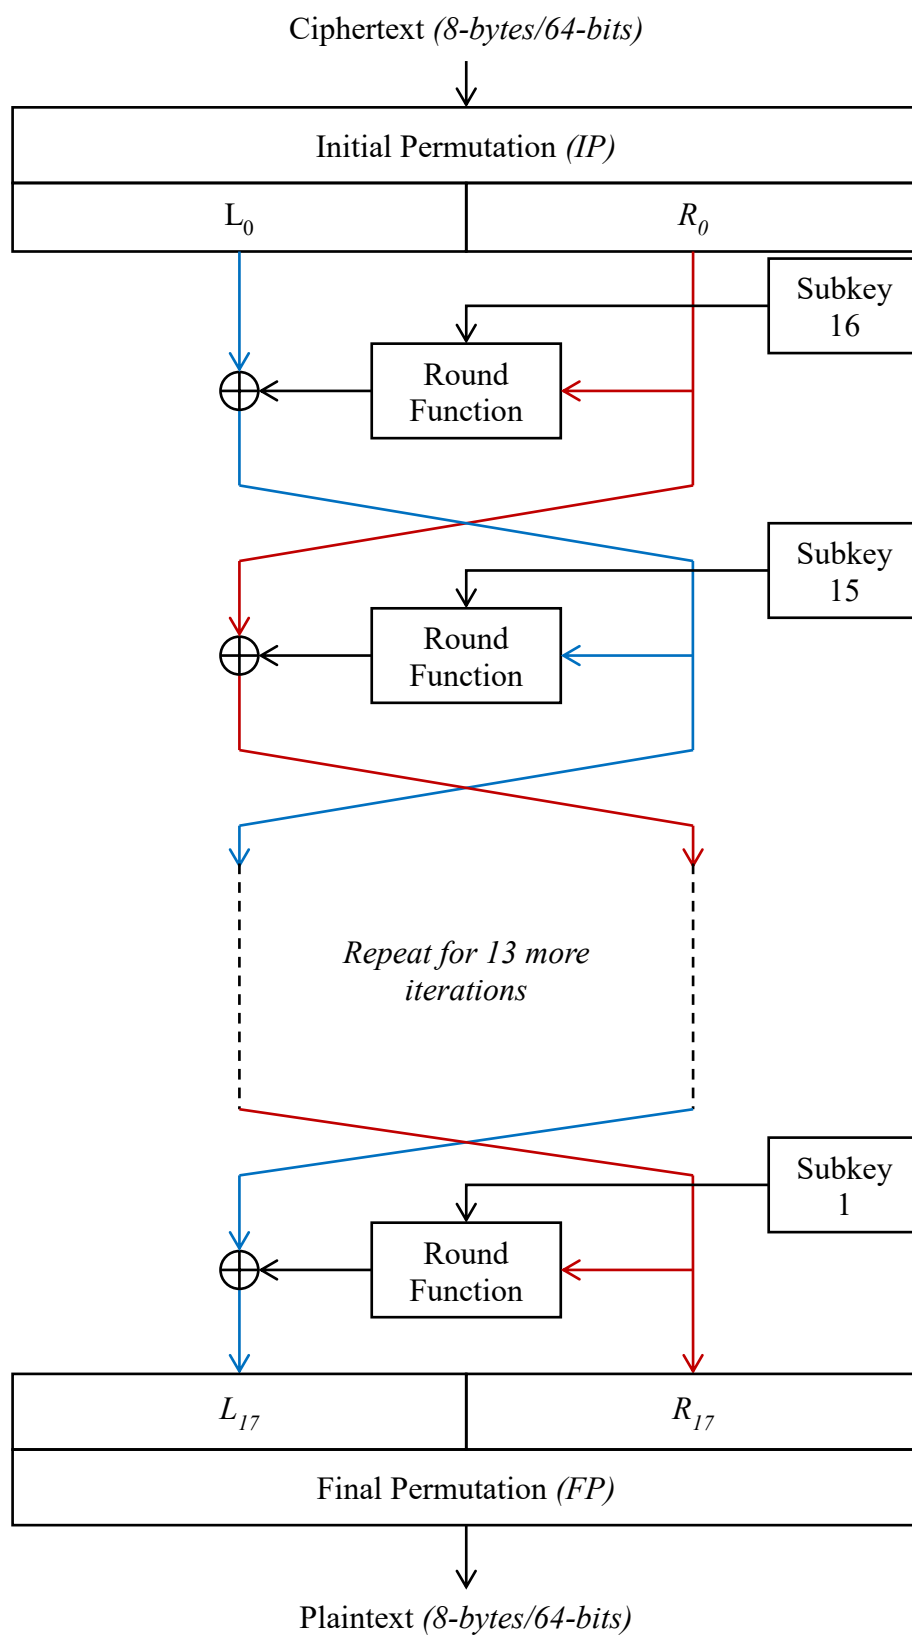 Ciphertext (8-bytes/64-bits)
Initial Permutation (IP)
L0
R0
Subkey
16
Round
Function
Subkey
15
Round
Function
Repeat for 13 more
iterations
Subkey
1
Round
Function
L17
R17
Final Permutation (FP)
Plaintext (8-bytes/64-bits)